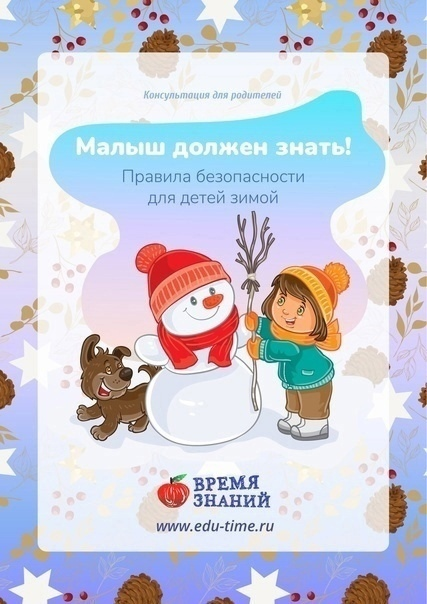 Консультация для родителей
Малыш должен знать!
Правила безопасности
для детей зимой
ВРЕМЯ
ЗНАНИЙ
www.edu-time.ru